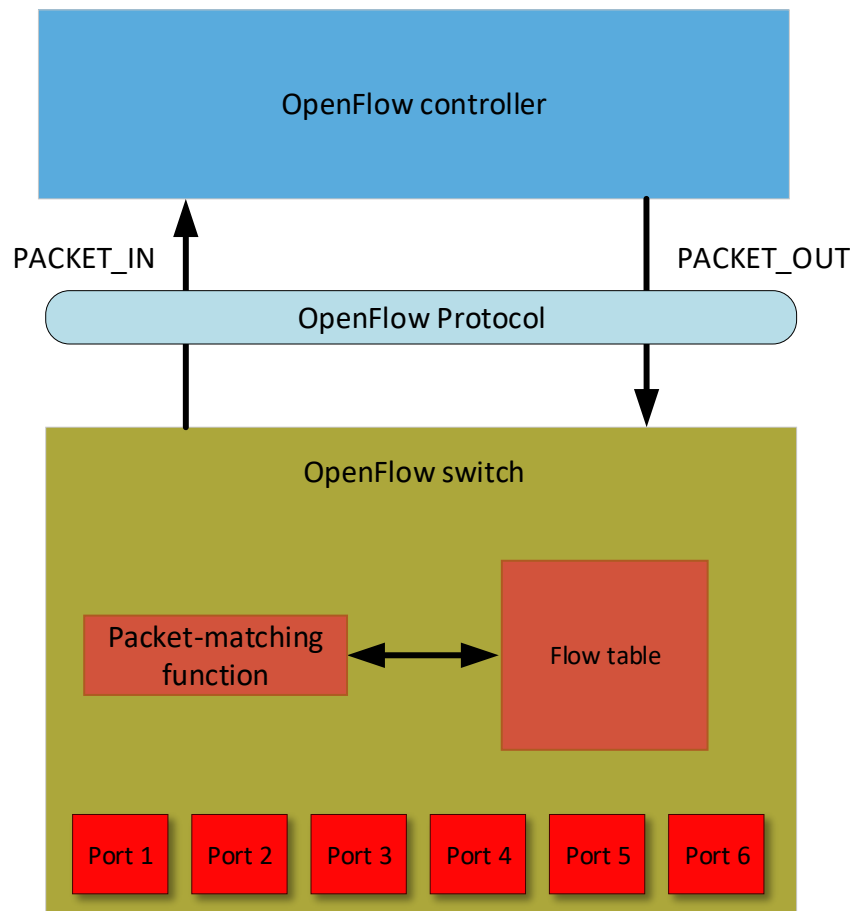 OpenFlow controller
PACKET_IN
PACKET_OUT
OpenFlow Protocol
OpenFlow switch
Packet-matching
function
Flow table
Port 1
Port 2
Port 3
Port 4
Port 5
Port 6